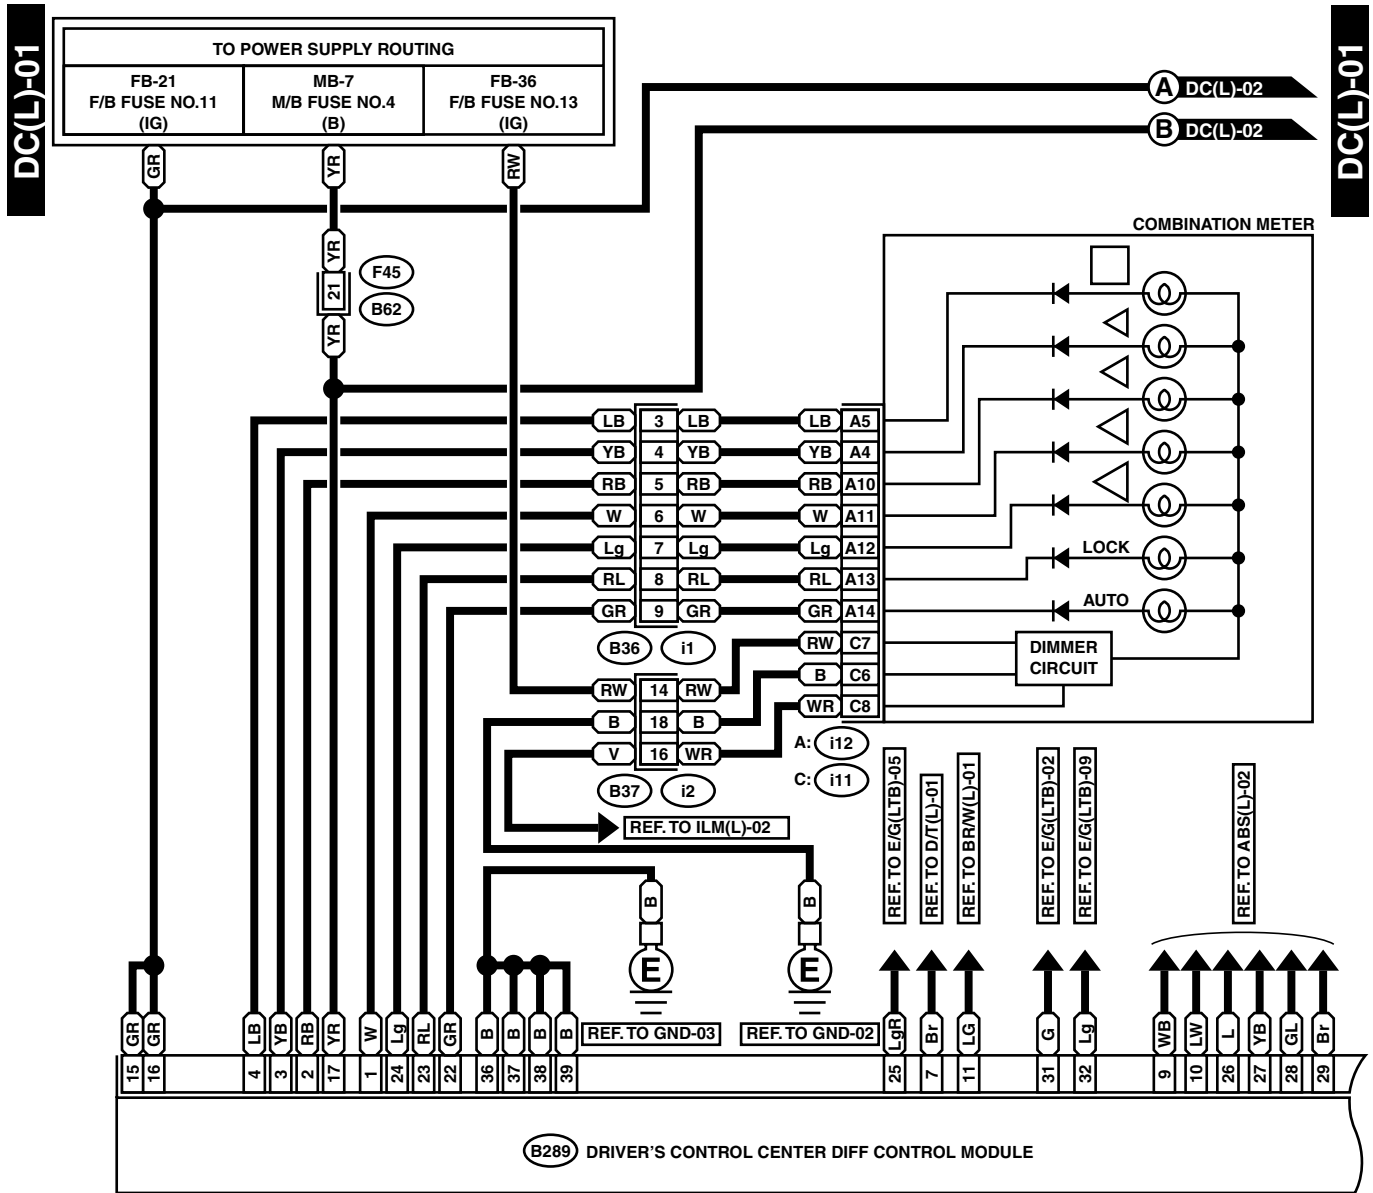 DC(L)-01
DC(L)-01
TO POWER SUPPLY ROUTING
FB-21
F/B FUSE NO.11
(IG)
MB-7
M/B FUSE NO.4
(B)
FB-36
F/B FUSE NO.13
(IG)
A DC(L)-02
B DC(L)-02
GR
YR
RW
YR
21
YR
F45
B62
COMBINATION METER
LB 3 LB LB A5
YB 4 YB YB A4
RB 5 RB RB A10
W 6 W W A11
Lg 7 Lg Lg A12
RL 8 RL RL A13
GR 9 GR GR A14
B36 i1
RW C7
B C6
WR C8
LOCK
AUTO
DIMMER
CIRCUIT
RW 14 RW
B 18 B
V 16 WR
B37 i2
A: i12
C: i11
REF. TO ILM(L)-02
B
E
REF. TO GND-03
B
E
REF. TO GND-02
REF. TO E/G(LTB)-05
REF. TO D/T(L)-01
REF. TO BR/W(L)-01
REF. TO E/G(LTB)-02
REF. TO E/G(LTB)-09
REF. TO ABS(L)-02
GR GR LB YB RB YR W Lg RL GR B B B B LgR Br LG G Lg WB LW L YB GL Br
15 16 4 3 2 17 1 24 23 22 36 37 38 39 25 7 11 31 32 9 10 26 27 28 29
B289 DRIVER'S CONTROL CENTER DIFF CONTROL MODULE